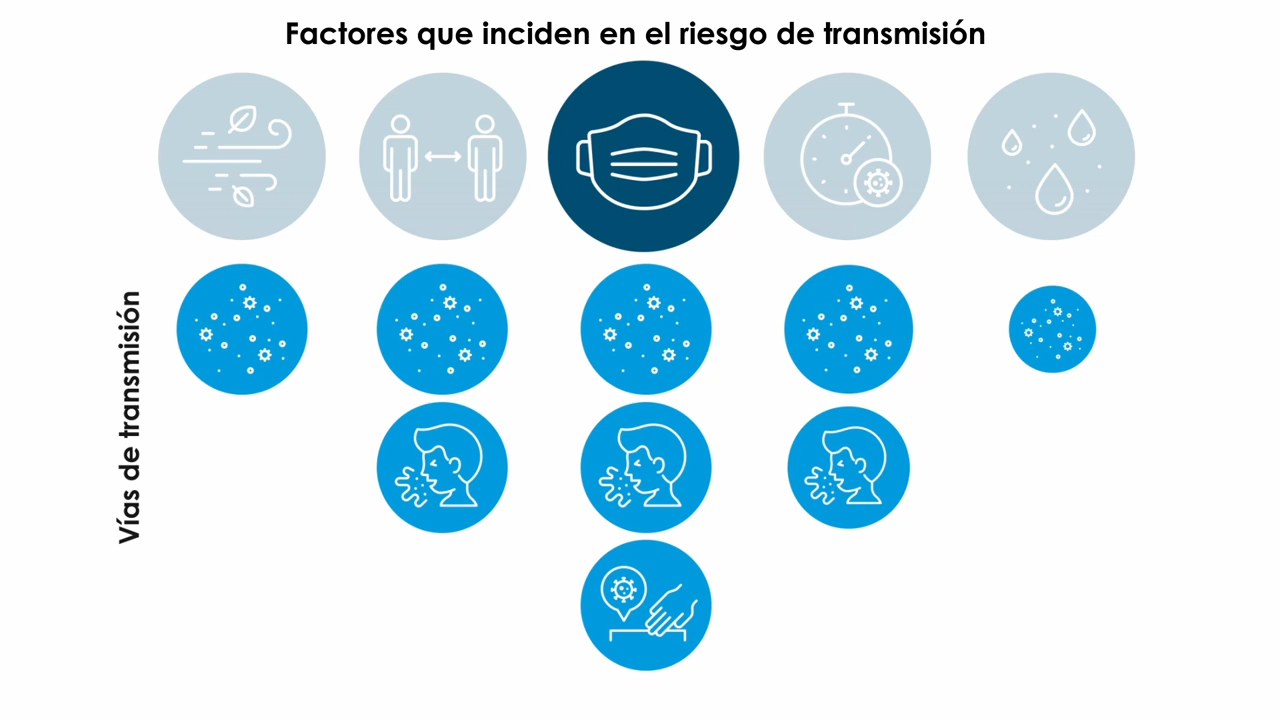 Factores que inciden en el riesgo de transmisión
Vías de transmisión